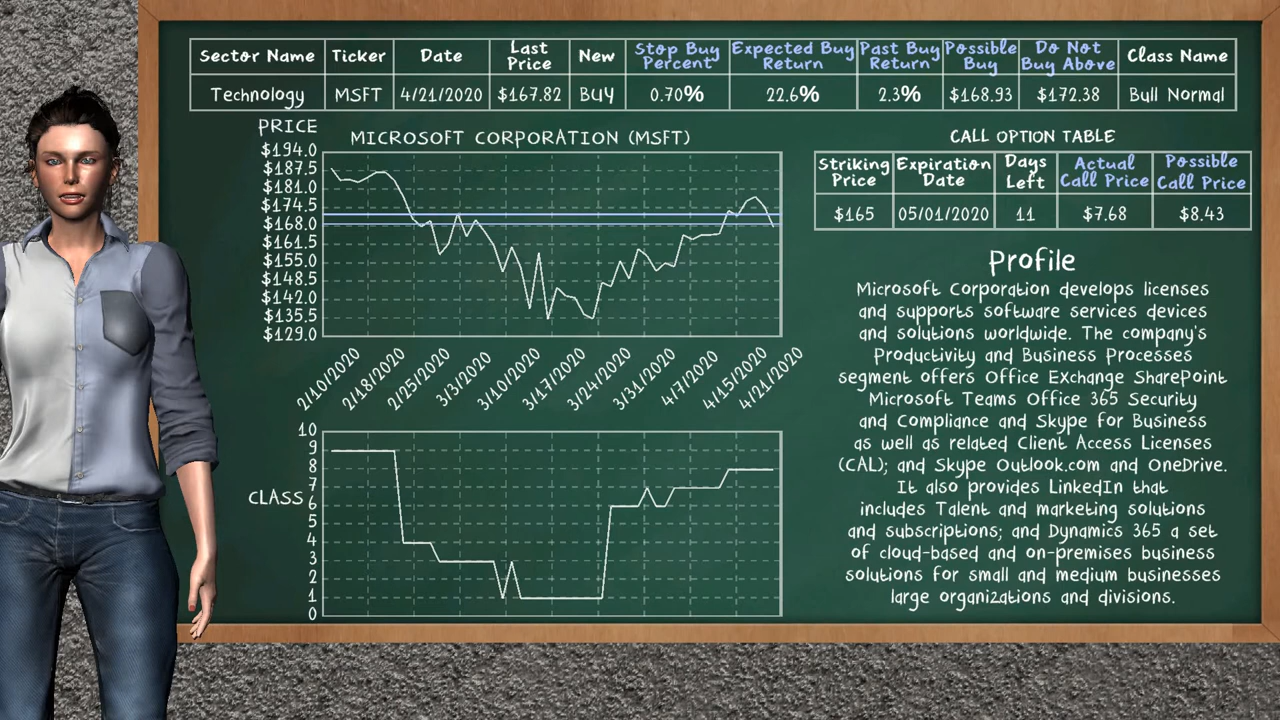 Sector Name Ticker Date Last Price New Stop Buy Percent Expected Buy Return Past Buy Return Possible Buy Do Not Buy Above Class Name
Technology MSFT 4/21/2020 $167.82 BUY 0.70% 22.6% 2.3% $168.93 $172.38 Bull Normal
PRICE
MICROSOFT CORPORATION (MSFT)
$194.0
$187.5
$181.0
$174.5
$168.0
$161.5
$155.0
$148.5
$142.0
$135.5
$129.0
2/10/2020 2/18/2020 2/25/2020 3/3/2020 3/10/2020 3/17/2020 3/24/2020 3/31/2020 4/7/2020 4/15/2020 4/21/2020
CLASS
10
9
8
7
6
5
4
3
2
1
0
CALL OPTION TABLE
Striking Price Expiration Date Days Left Actual Call Price Possible Call Price
$165 05/01/2020 11 $7.68 $8.43
Profile
Microsoft Corporation develops licenses
and supports software services devices
and solutions worldwide. The company's
Productivity and Business Processes
segment offers Office Exchange SharePoint
Microsoft Teams Office 365 Security
and Compliance and Skype for Business
as well as related Client Access Licenses
(CAL); and Skype Outlook.com and OneDrive.
It also provides LinkedIn that
includes Talent and marketing solutions
and subscriptions; and Dynamics 365 a set
of cloud-based and on-premises business
solutions for small and medium businesses
large organizations and divisions.